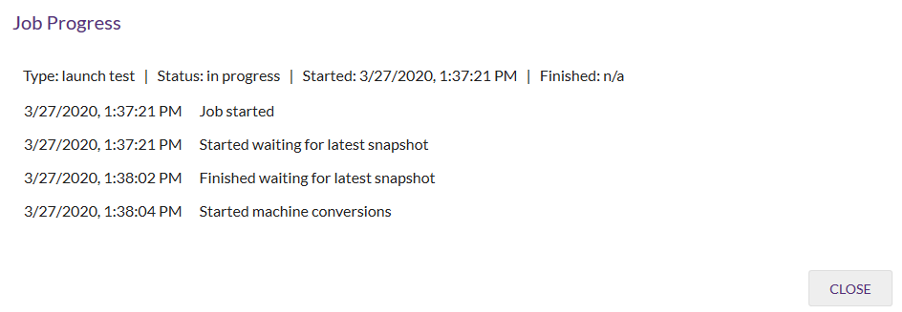 Job Progress
Type: launch test | Status: in progress | Started: 3/27/2020, 1:37:21 PM | Finished: n/a
3/27/2020, 1:37:21 PM Job started
3/27/2020, 1:37:21 PM Started waiting for latest snapshot
3/27/2020, 1:38:02 PM Finished waiting for latest snapshot
3/27/2020, 1:38:04 PM Started machine conversions
CLOSE